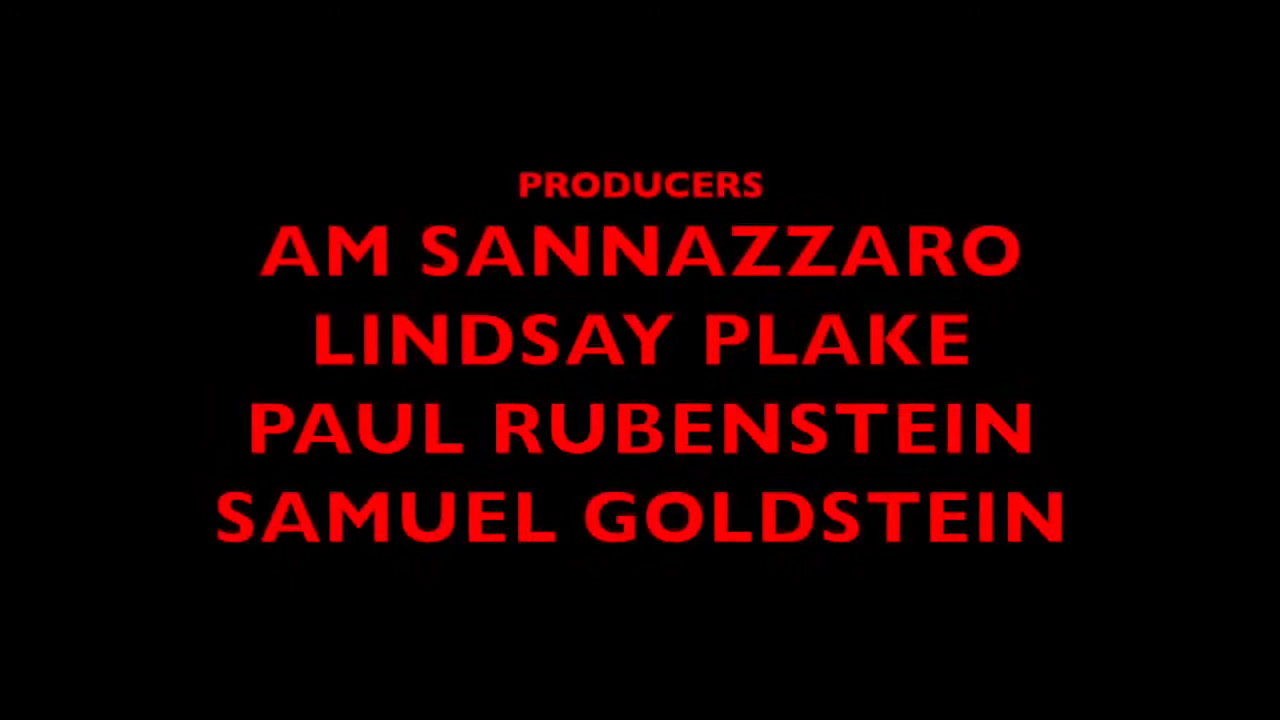 PRODUCERS
AM SANNAZZARO
LINDSAY PLAKE
PAUL RUBENSTEIN
SAMUEL GOLDSTEIN